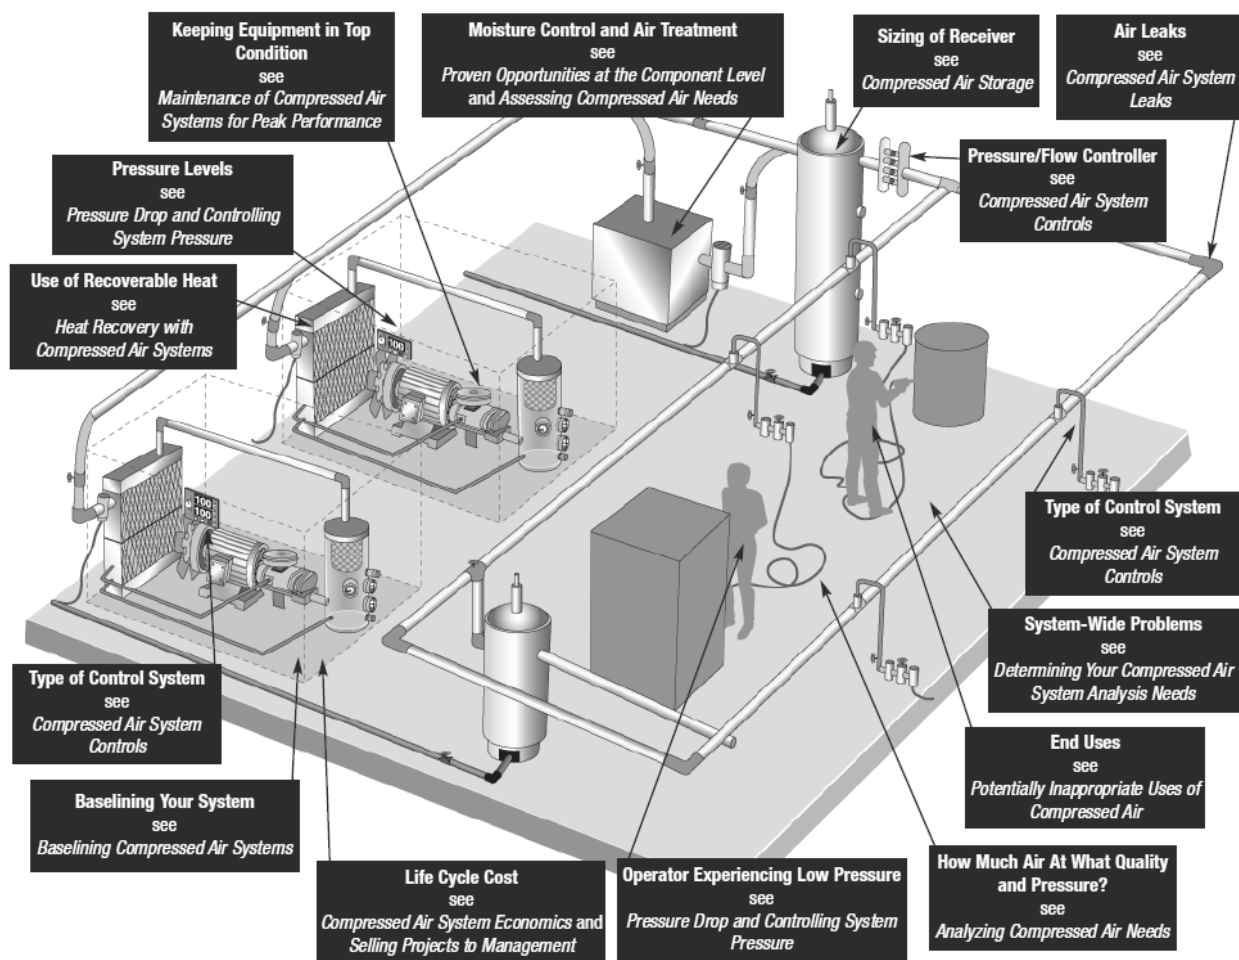 Keeping Equipment in Top
Condition
see
Maintenance of Compressed Air
Systems for Peak Performance
Moisture Control and Air Treatment
see
Proven Opportunities at the Component Level
and Assessing Compressed Air Needs
Sizing of Receiver
see
Compressed Air Storage
Air Leaks
see
Compressed Air System
Leaks
Pressure/Flow Controller
see
Compressed Air System
Controls
Pressure Levels
see
Pressure Drop and Controlling
System Pressure
Use of Recoverable Heat
see
Heat Recovery with
Compressed Air Systems
100
100
100
Type of Control System
see
Compressed Air System
Controls
System-Wide Problems
see
Determining Your Compressed Air
System Analysis Needs
Type of Control System
see
Compressed Air System
Controls
End Uses
see
Potentially Inappropriate Uses of
Compressed Air
Baselining Your System
see
Baselining Compressed Air Systems
Life Cycle Cost
see
Compressed Air System Economics and
Selling Projects to Management
Operator Experiencing Low Pressure
see
Pressure Drop and Controlling System
Pressure
How Much Air At What Quality
and Pressure?
see
Analyzing Compressed Air Needs